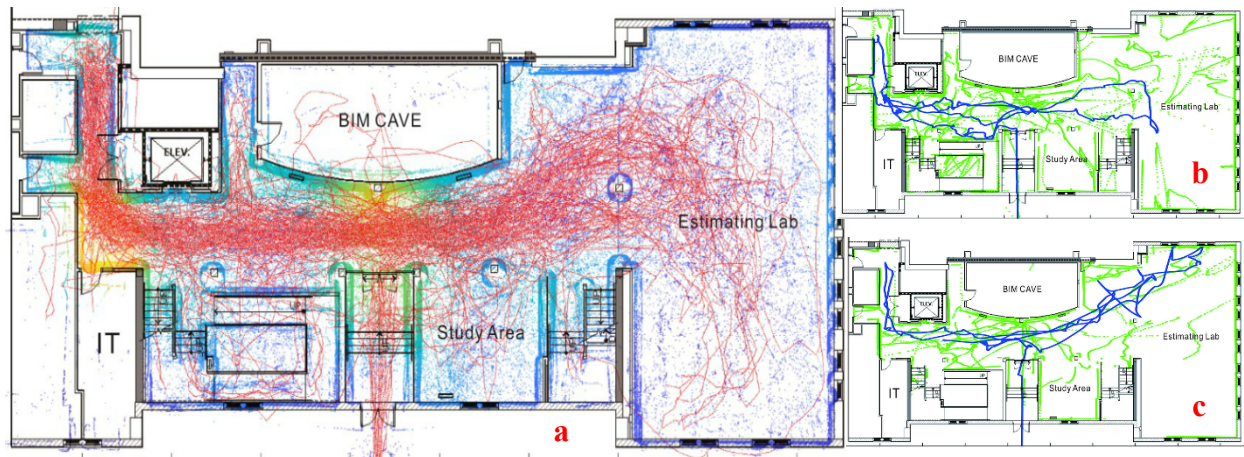 BIM CAVE
ELEV.
Estimating Lab
Study Area
IT
a
BIM CAVE
ELEV.
Estimating Lab
Study Area
IT
b
BIM CAVE
ELEV.
Estimating Lab
Study Area
IT
c